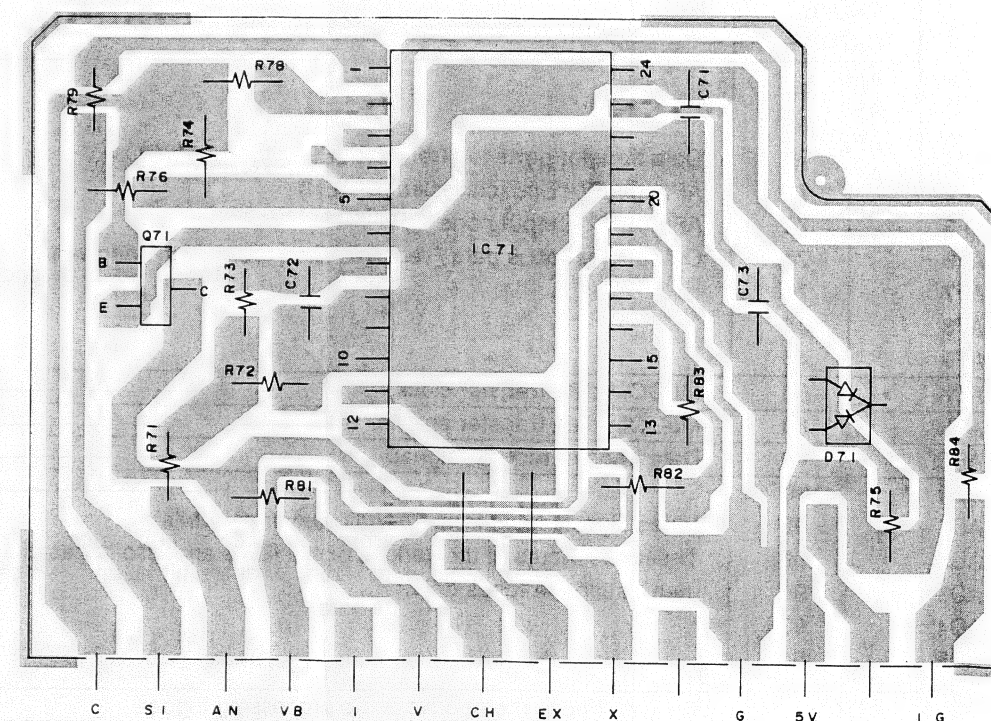 1
R78
24
C71
R79
R74
R76
5
20
Q71
IC71
B
R73
C72
C73
C
E
10
15
R72
R83
12
13
R71
D71
R84
R81
R82
R75
C SI AN VB I V CH EX X G 5V I G